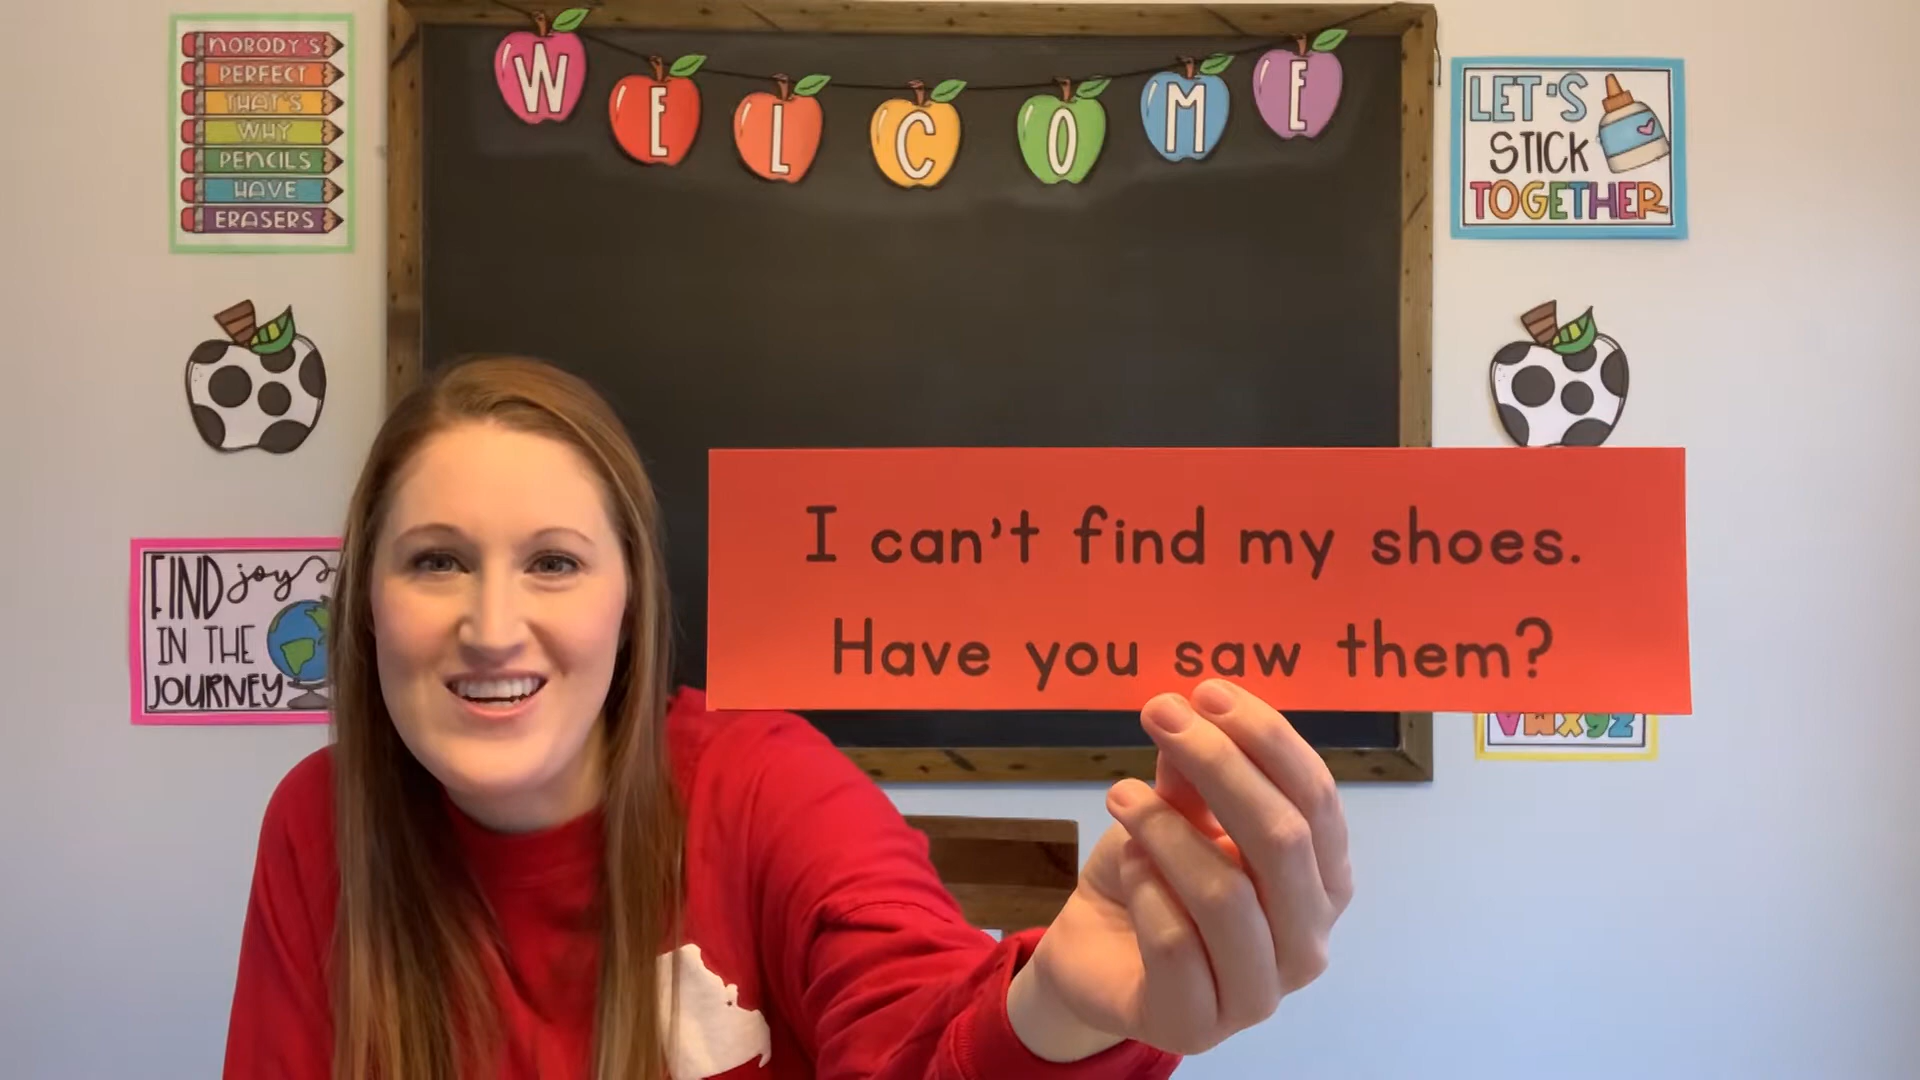 NOBODY'S
PERFECT
THAT'S
WHY
PENCILS
HAVE
ERASERS
WELCOME
LET'S
STICK
TOGETHER
FIND joy
IN THE
JOURNEY
I can't find my shoes.
Have you saw them?
VWXYZ